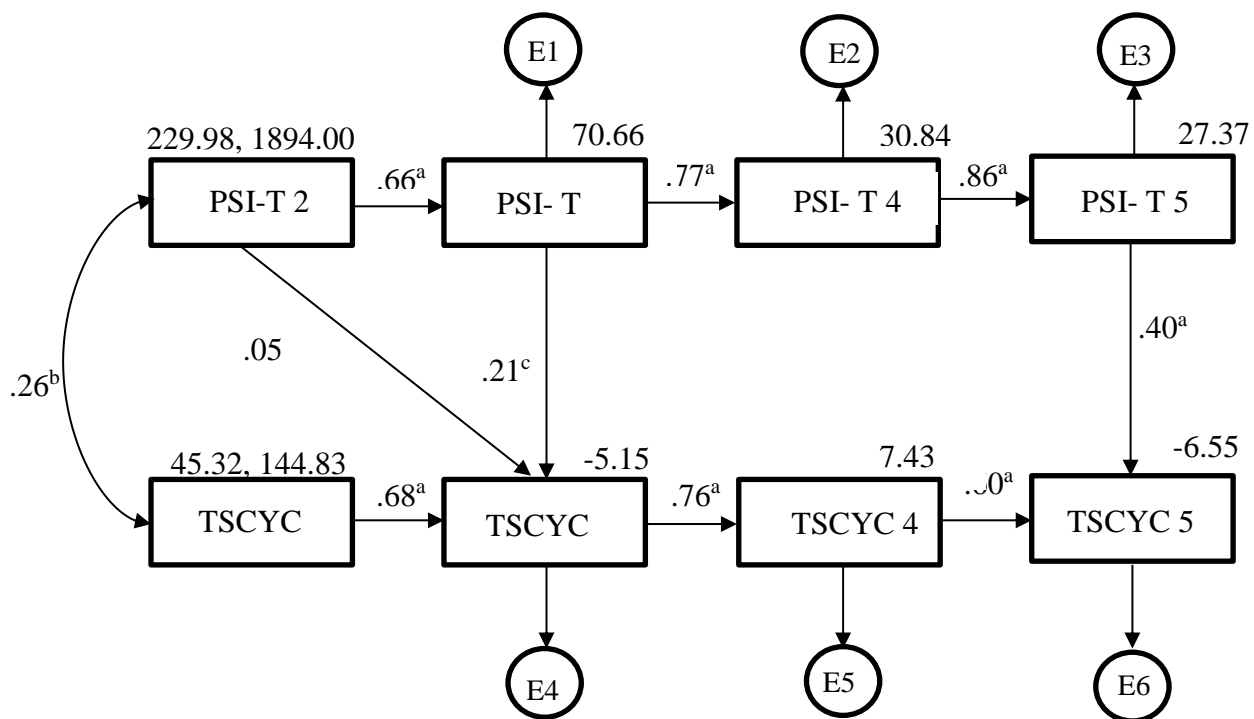 E1
E2
E3
229.98, 1894.00
70.66
30.84
27.37
PSI-T 2
.66ᵃ
PSI- T
.77ᵃ
PSI- T 4
.86ᵃ
PSI- T 5
.05
.21ᶜ
.40ᵃ
.26ᵇ
45.32, 144.83
-5.15
7.43
-6.55
TSCYC
.68ᵃ
TSCYC
.76ᵃ
TSCYC 4
TSCYC 5
E4
E5
E6